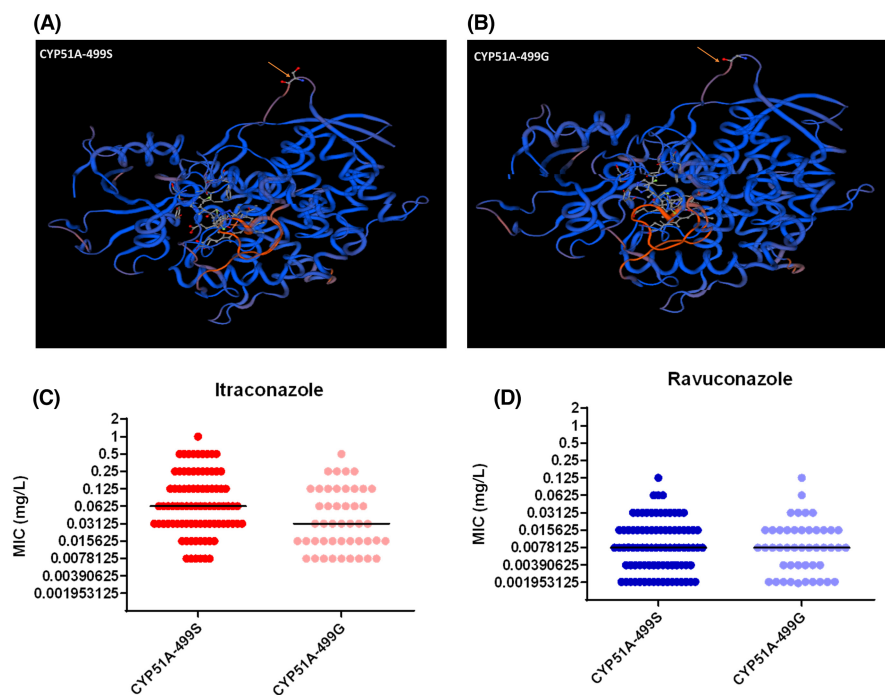 (A)
(B)
CYP51A-499S
CYP51A-499G
(C)
Itraconazole
MIC (mg/L)
2
1
0.5
0.25
0.125
0.0625
0.03125
0.015625
0.0078125
0.00390625
0.001953125
CYP51A-499S
CYP51A-499G
(D)
Ravuconazole
MIC (mg/L)
2
1
0.5
0.25
0.125
0.0625
0.03125
0.015625
0.0078125
0.00390625
0.001953125
CYP51A-499S
CYP51A-499G